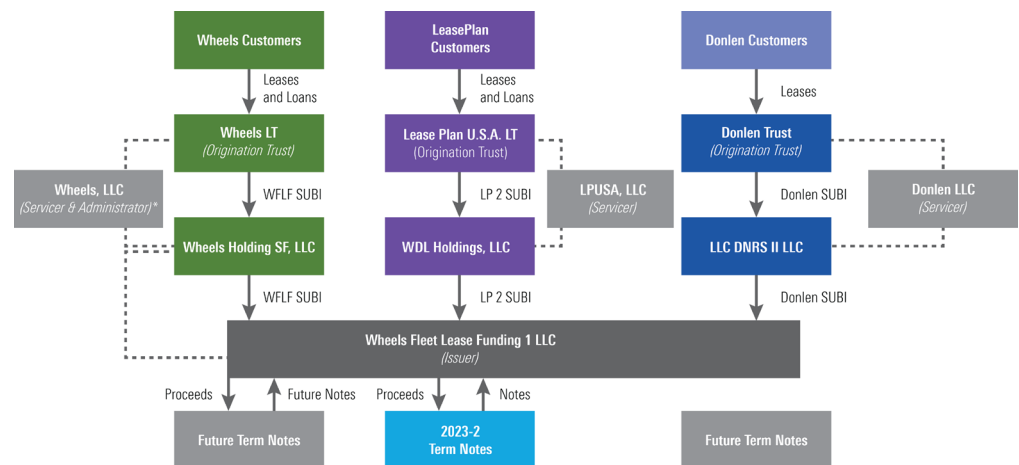 Wheels Customers
LeasePlan
Customers
Donlen Customers
Leases
and Loans
Leases
and Loans
Leases
Wheels LT
(Origination Trust)
Lease Plan U.S.A. LT
(Origination Trust)
Donlen Trust
(Origination Trust)
Wheels, LLC
(Servicer & Administrator)*
WFLF SUBI
LP 2 SUBI
LPUSA, LLC
(Servicer)
Donlen SUBI
Donlen LLC
(Servicer)
Wheels Holding SF, LLC
WDL Holdings, LLC
LLC DNRS II LLC
WFLF SUBI
LP 2 SUBI
Donlen SUBI
Wheels Fleet Lease Funding 1 LLC
(Issuer)
Proceeds
Future Notes
Proceeds
Notes
Future Term Notes
2023-2
Term Notes
Future Term Notes